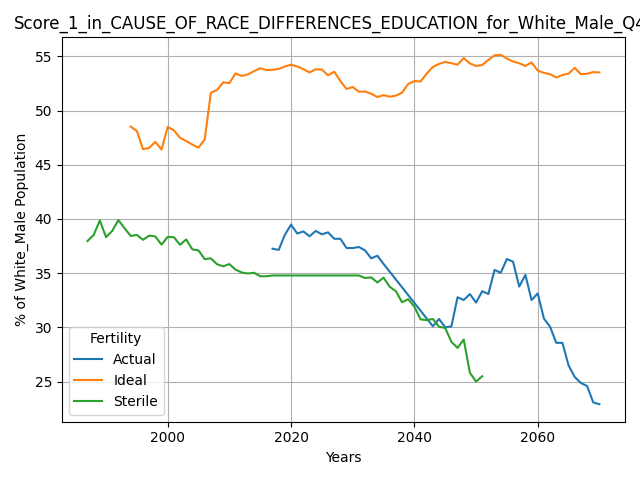 Score_1_in_CAUSE_OF_RACE_DIFFERENCES_EDUCATION_for_White_Male_Q4
% of White_Male Population
55
50
45
40
35
30
25
Fertility
Actual
Ideal
Sterile
2000
2020
2040
2060
Years